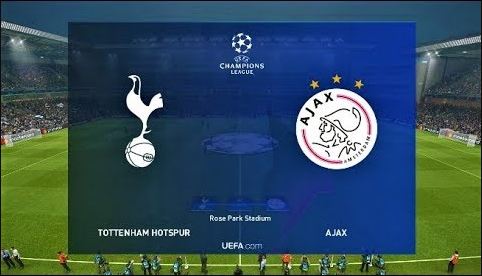 CHAMPIONS
LEAGUE
AJAX
AMSTERDAM
Rose Park Stadium
TOTTENHAM HOTSPUR
AJAX
UEFA.com